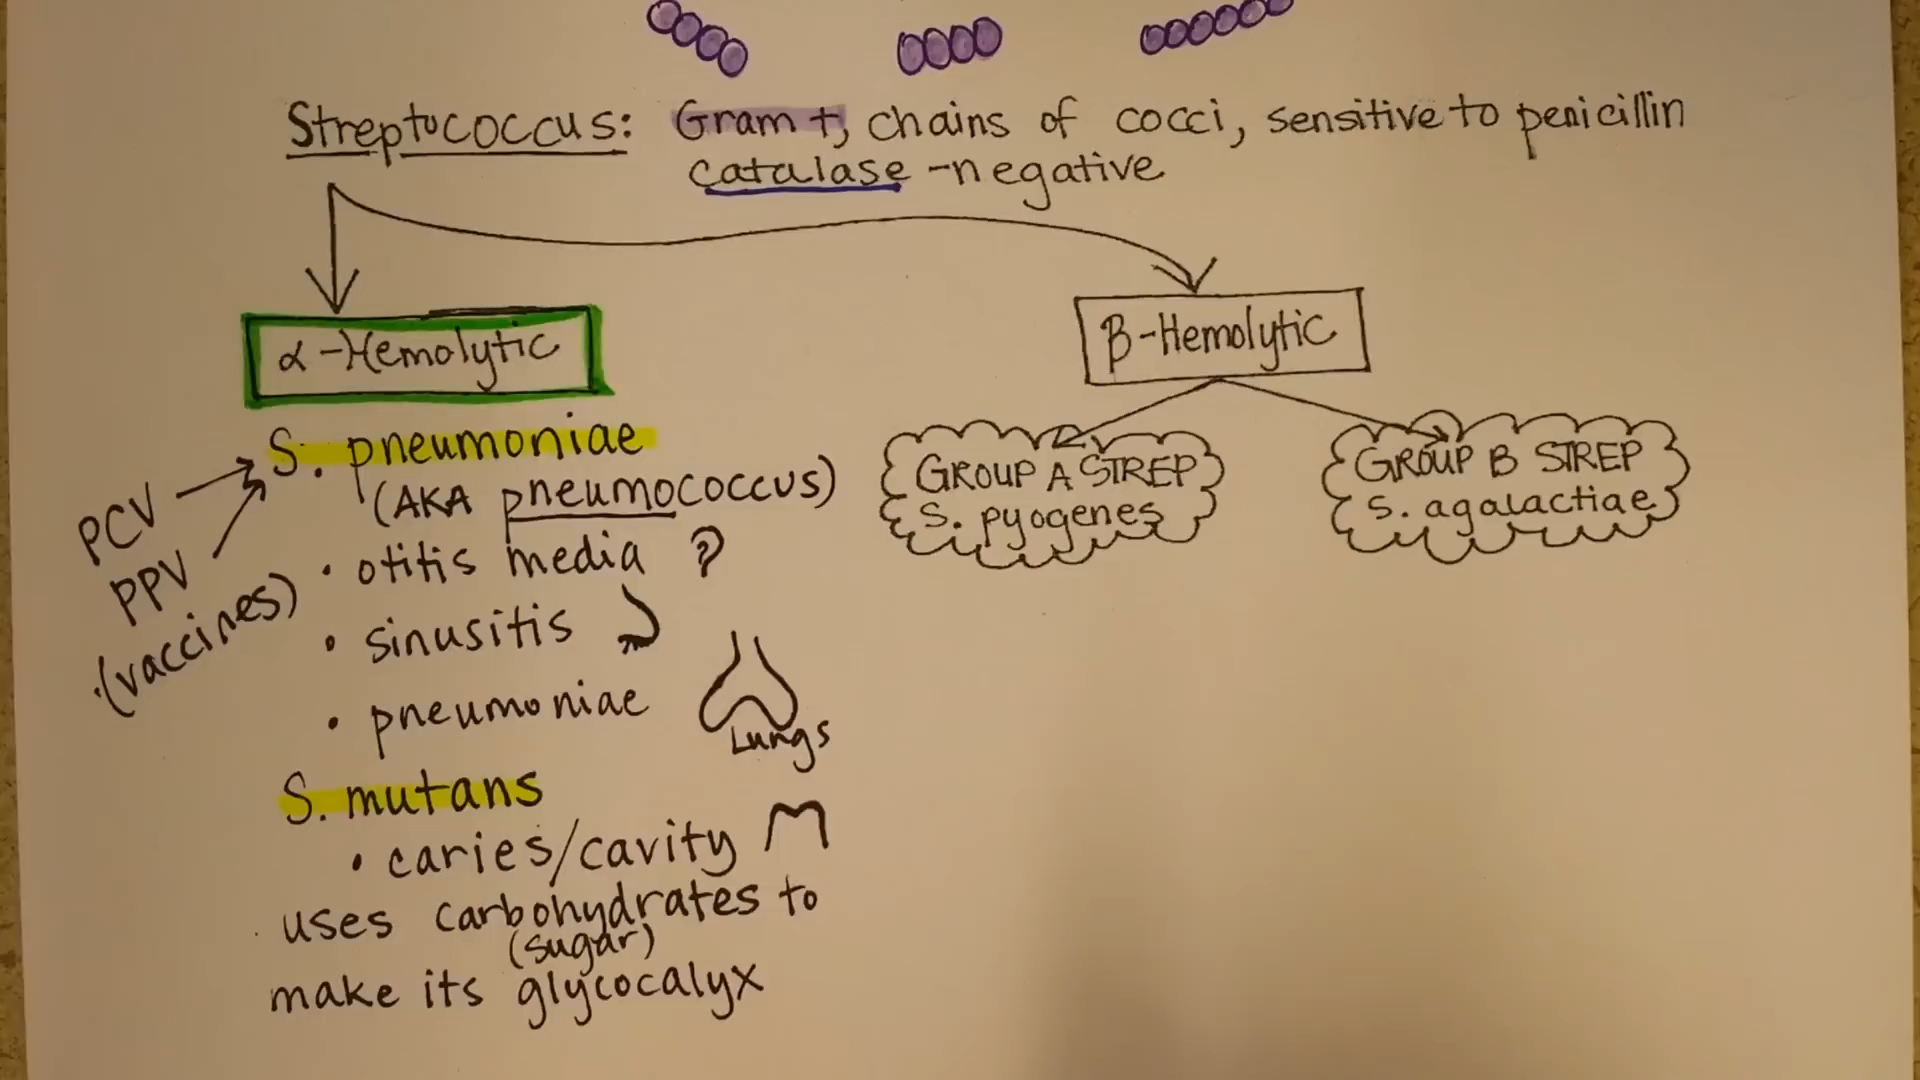 Streptococcus: Gram +, chains of cocci, sensitive to penicillin
catalase -negative
α-Hemolytic
β-Hemolytic
S. pneumoniae
(AKA pneumococcus)
PCV
PPV
(vaccines)
• otitis media
• sinusitis
• pneumoniae
Lungs
S. mutans
• caries/cavity
uses carbohydrates to
(sugar)
make its glycocalyx
GROUP A STREP
S. pyogenes
GROUP B STREP
S. agalactiae